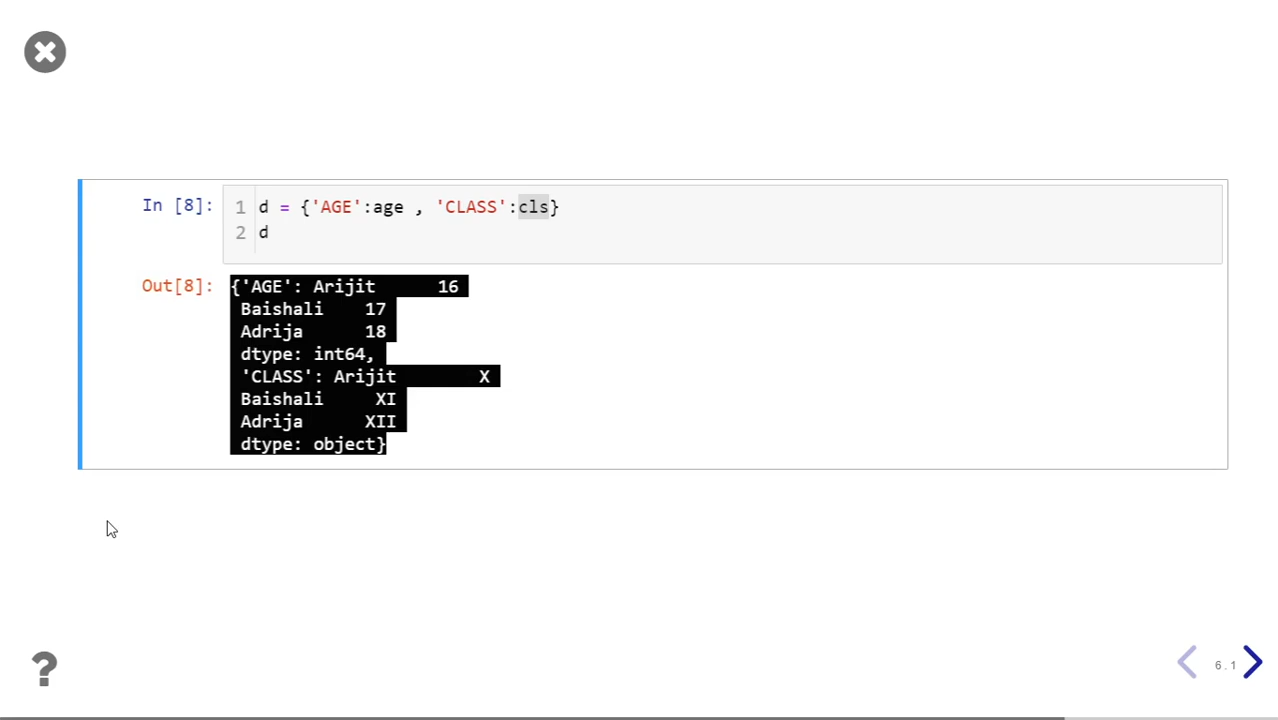 In [8]:
1 d = {'AGE':age , 'CLASS':cls}
2 d
Out[8]:
{'AGE': Arijit      16
Baishali    17
Adrija      18
dtype: int64,
'CLASS': Arijit        X
Baishali     XI
Adrija      XII
dtype: object}
?
6.1